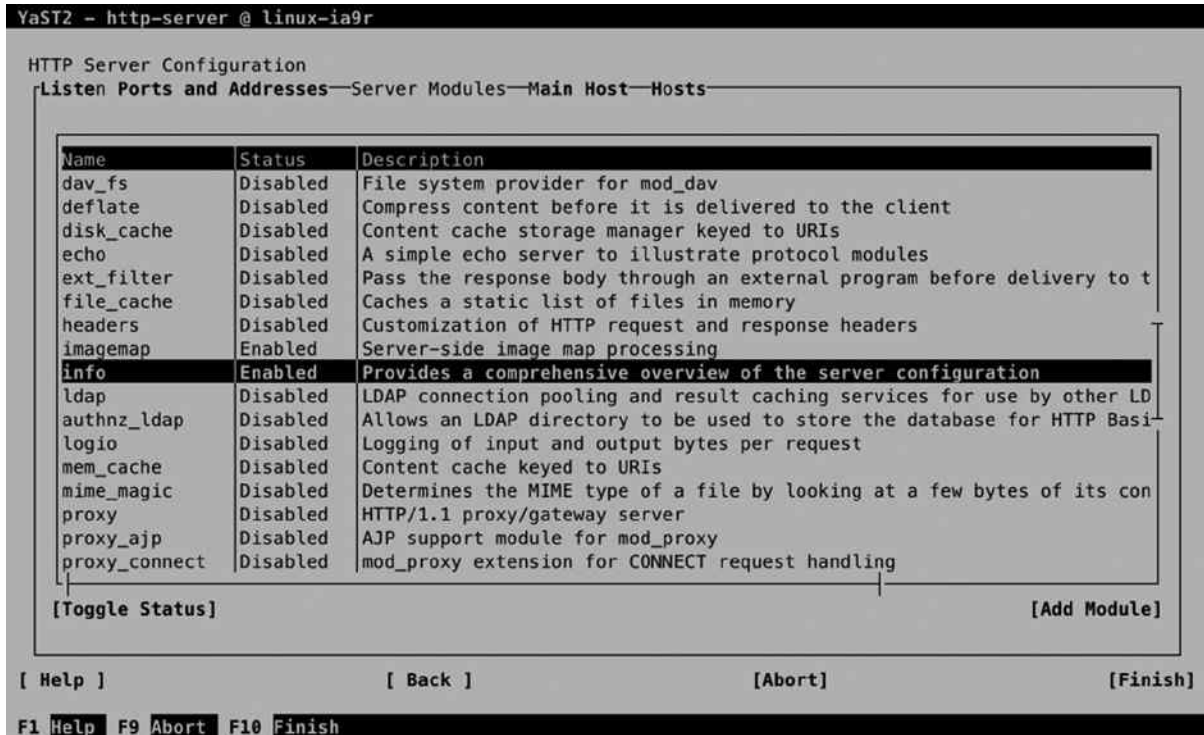 YaST2 - http-server @ linux-ia9r
HTTP Server Configuration
Listen Ports and Addresses Server Modules Main Host Hosts
Name Status Description
dav_fs Disabled File system provider for mod_dav
deflate Disabled Compress content before it is delivered to the client
disk_cache Disabled Content cache storage manager keyed to URIs
echo Disabled A simple echo server to illustrate protocol modules
ext_filter Disabled Pass the response body through an external program before delivery to t
file_cache Disabled Caches a static list of files in memory
headers Disabled Customization of HTTP request and response headers
imagemap Enabled Server-side image map processing
info Enabled Provides a comprehensive overview of the server configuration
ldap Disabled LDAP connection pooling and result caching services for use by other LD
authnz_ldap Disabled Allows an LDAP directory to be used to store the database for HTTP Basi
logio Disabled Logging of input and output bytes per request
mem_cache Disabled Content cache keyed to URIs
mime_magic Disabled Determines the MIME type of a file by looking at a few bytes of its con
proxy Disabled HTTP/1.1 proxy/gateway server
proxy_ajp Disabled AJP support module for mod_proxy
proxy_connect Disabled mod_proxy extension for CONNECT request handling
[Toggle Status] [Add Module]
[ Help ] [ Back ] [Abort] [Finish]
F1 Help F9 Abort F10 Finish